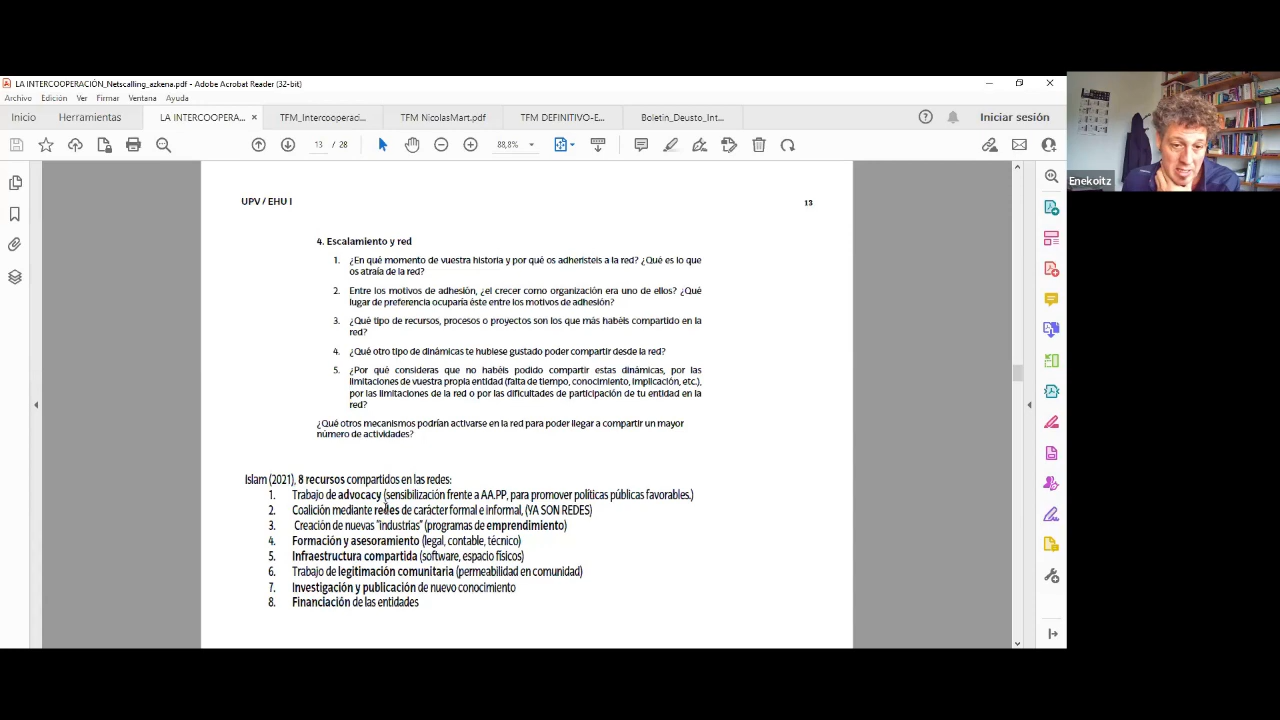 LA INTERCOOPERACIÓN_Netscalling_azkena.pdf - Adobe Acrobat Reader (32-bit)
Archivo Edición Ver Firmar Ventana Ayuda
Inicio Herramientas LA INTERCOOPERA... TFM_Intercooperaci... TFM NicolasMart.pdf TFM DEFINITIVO-E... Boletin_Deusto_Int... Iniciar sesión
13 / 28 88,8%
Enekoitz
UPV / EHU I 13
4. Escalamiento y red
1. ¿En qué momento de vuestra historia y por qué os adheristeis a la red? ¿Qué es lo que
os atraía de la red?
2. Entre los motivos de adhesión, ¿el crecer como organización era uno de ellos? ¿Qué
lugar de preferencia ocuparía éste entre los motivos de adhesión?
3. ¿Qué tipo de recursos, procesos o proyectos son los que más habéis compartido en la
red?
4. ¿Qué otro tipo de dinámicas te hubiese gustado poder compartir desde la red?
5. ¿Por qué consideras que no habéis podido compartir estas dinámicas, por las
limitaciones de vuestra propia entidad (falta de tiempo, conocimiento, implicación, etc.),
por las limitaciones de la red o por las dificultades de participación de tu entidad en la
red?
¿Qué otros mecanismos podrían activarse en la red para poder llegar a compartir un mayor
número de actividades?
Islam (2021), 8 recursos compartidos en las redes:
1. Trabajo de advocacy (sensibilización frente a AA.PP, para promover políticas públicas favorables.)
2. Coalición mediante redes de carácter formal e informal, (YA SON REDES)
3. Creación de nuevas "industrias" (programas de emprendimiento)
4. Formación y asesoramiento (legal, contable, técnico)
5. Infraestructura compartida (software, espacio físicos)
6. Trabajo de legitimación comunitaria (permeabilidad en comunidad)
7. Investigación y publicación de nuevo conocimiento
8. Financiación de las entidades